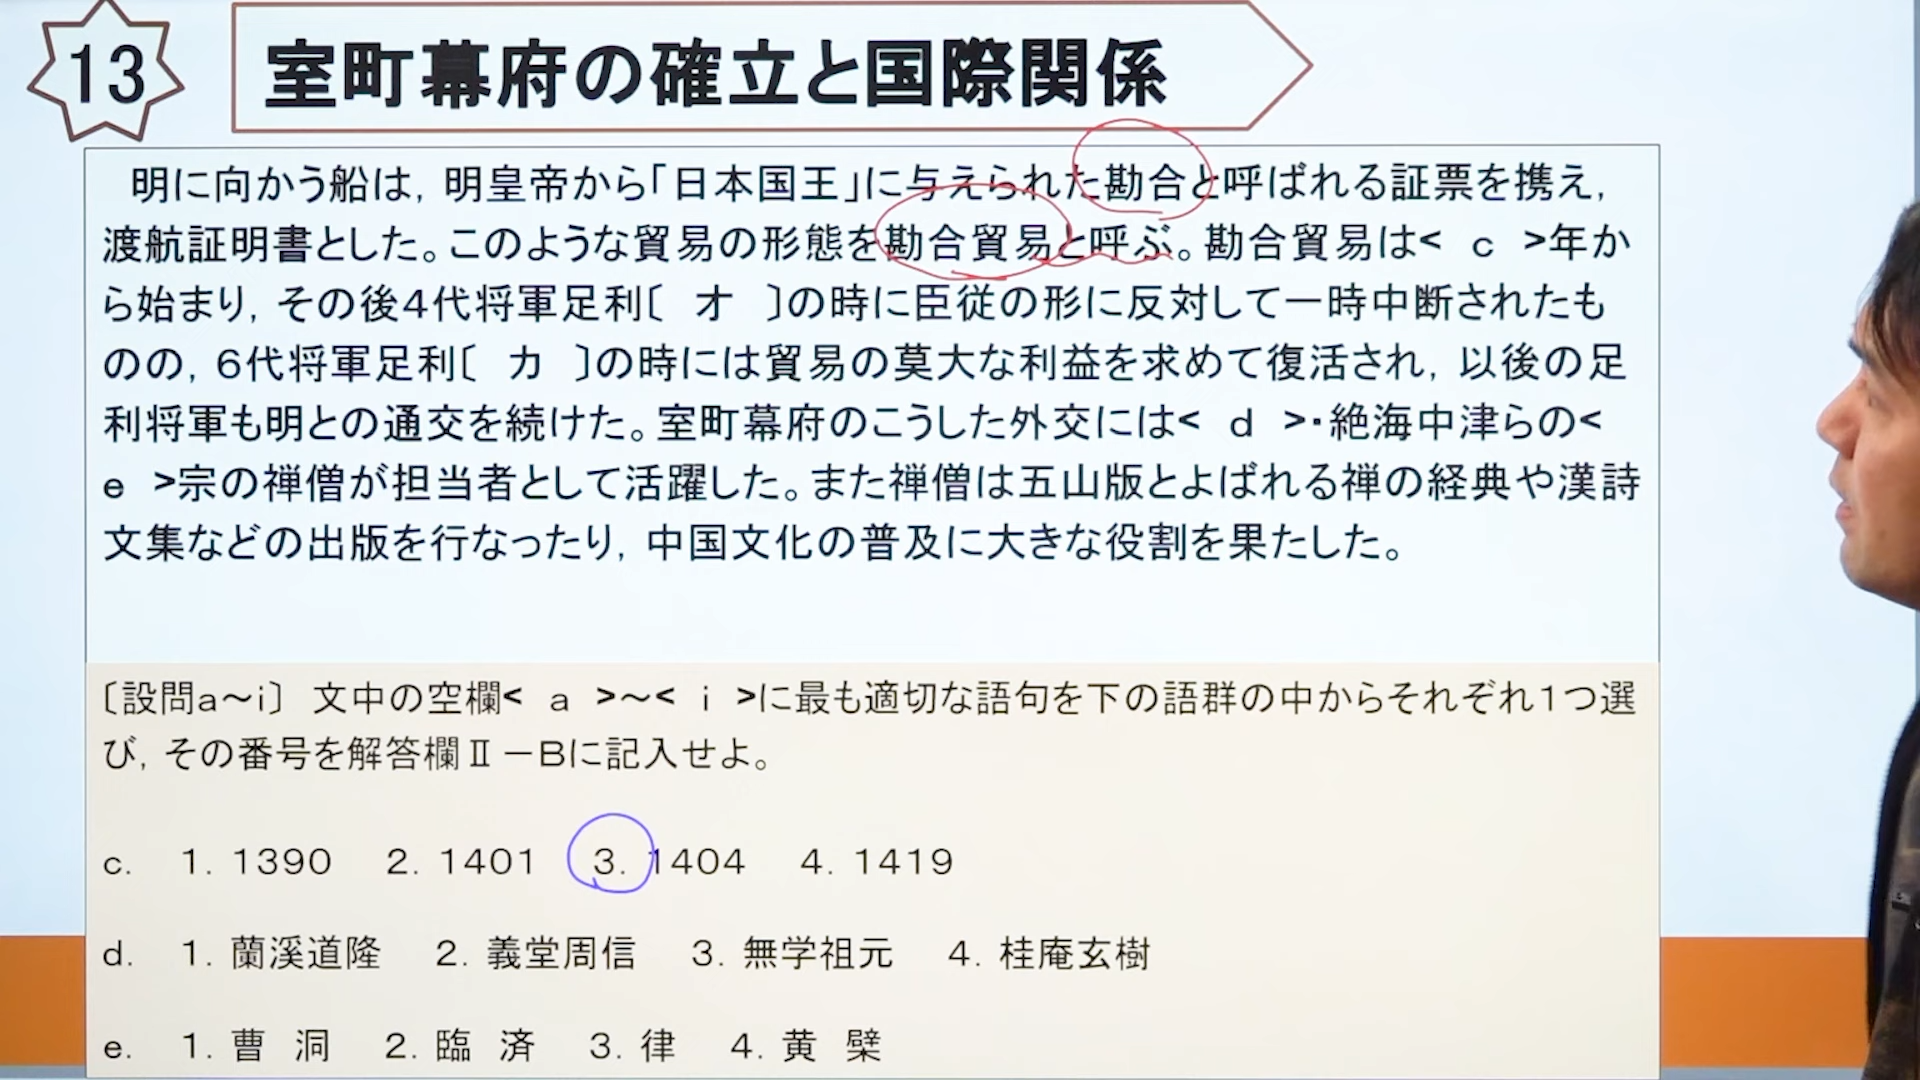 13
室町幕府の確立と国際関係
明に向かう船は，明皇帝から「日本国王」に与えられた勘合と呼ばれる証票を携え，
渡航証明書とした。このような貿易の形態を勘合貿易と呼ぶ。勘合貿易は< c >年か
ら始まり，その後４代将軍足利〔 オ 〕の時に臣従の形に反対して一時中断されたも
のの，６代将軍足利〔 カ 〕の時には貿易の莫大な利益を求めて復活され，以後の足
利将軍も明との通交を続けた。室町幕府のこうした外交には< d >・絶海中津らの<
e >宗の禅僧が担当者として活躍した。また禅僧は五山版とよばれる禅の経典や漢詩
文集などの出版を行なったり，中国文化の普及に大きな役割を果たした。
〔設問a～i〕 文中の空欄< a >～< i >に最も適切な語句を下の語群の中からそれぞれ１つ選
び，その番号を解答欄Ⅱ－Bに記入せよ。
c. 1. 1390 2. 1401 3. 1404 4. 1419
d. 1. 蘭溪道隆 2. 義堂周信 3. 無学祖元 4. 桂庵玄樹
e. 1. 曹 洞 2. 臨 済 3. 律 4. 黄 檗